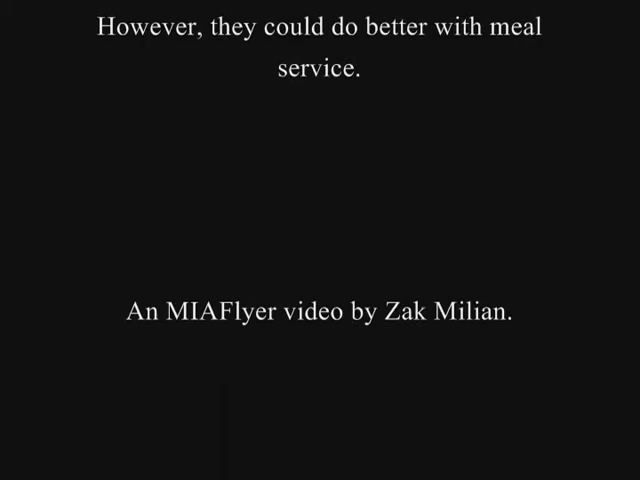 However, they could do better with meal
service.
An MIAFlyer video by Zak Milian.